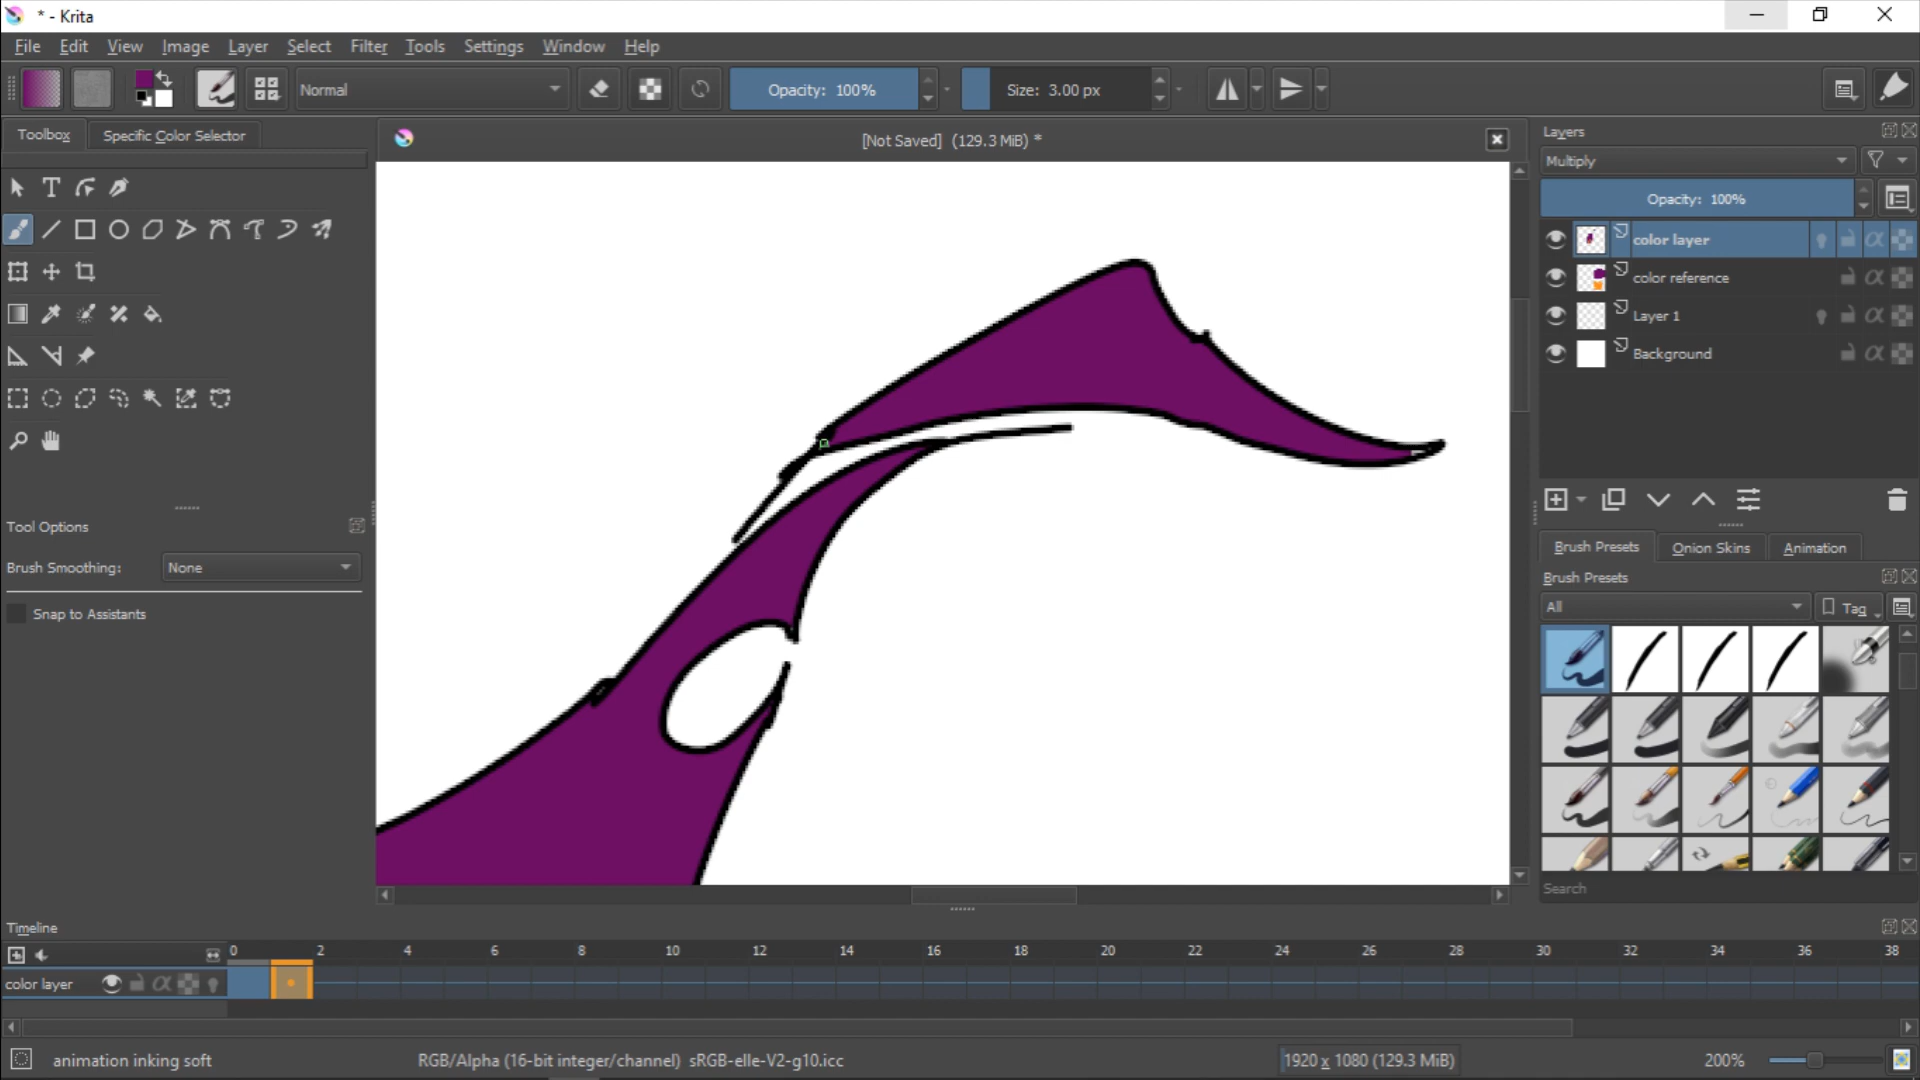 * - Krita
File Edit View Image Layer Select Filter Tools Settings Window Help
Normal
Opacity: 100%
Size: 3.00 px
Toolbox
Specific Color Selector
[Not Saved] (129.3 MiB) *
Layers
Multiply
Opacity: 100%
color layer
color reference
Layer 1
Background
Tool Options
Brush Smoothing: None
Snap to Assistants
Brush Presets
Onion Skins
Animation
Brush Presets
All
Tag
Search
Timeline
0 2 4 6 8 10 12 14 16 18 20 22 24 26 28 30 32 34 36 38
color layer
animation inking soft
RGB/Alpha (16-bit integer/channel) sRGB-elle-V2-g10.icc
1920 x 1080 (129.3 MiB)
200%